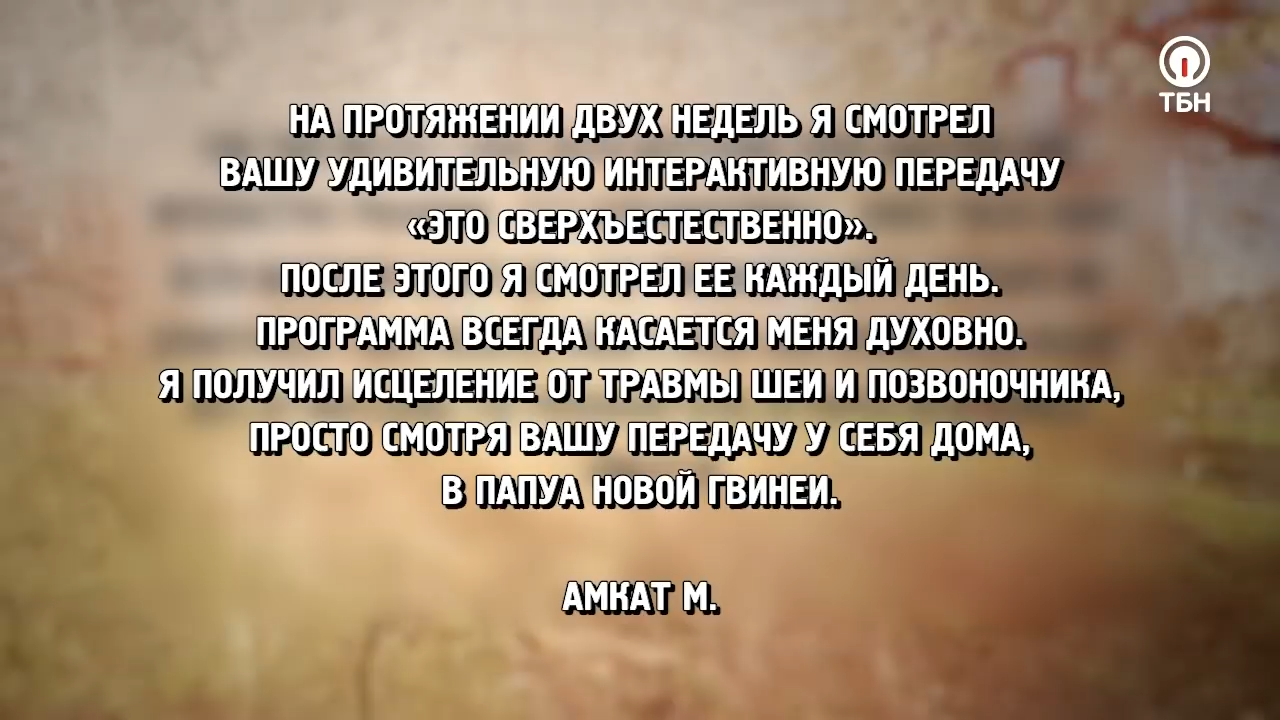 ТБН
НА ПРОТЯЖЕНИИ ДВУХ НЕДЕЛЬ Я СМОТРЕЛ
ВАШУ УДИВИТЕЛЬНУЮ ИНТЕРАКТИВНУЮ ПЕРЕДАЧУ
«ЭТО СВЕРХЪЕСТЕСТВЕННО».
ПОСЛЕ ЭТОГО Я СМОТРЕЛ ЕЕ КАЖДЫЙ ДЕНЬ.
ПРОГРАММА ВСЕГДА КАСАЕТСЯ МЕНЯ ДУХОВНО.
Я ПОЛУЧИЛ ИСЦЕЛЕНИЕ ОТ ТРАВМЫ ШЕИ И ПОЗВОНОЧНИКА,
ПРОСТО СМОТРЯ ВАШУ ПЕРЕДАЧУ У СЕБЯ ДОМА,
В ПАПУА НОВОЙ ГВИНЕИ.
АМКАТ М.